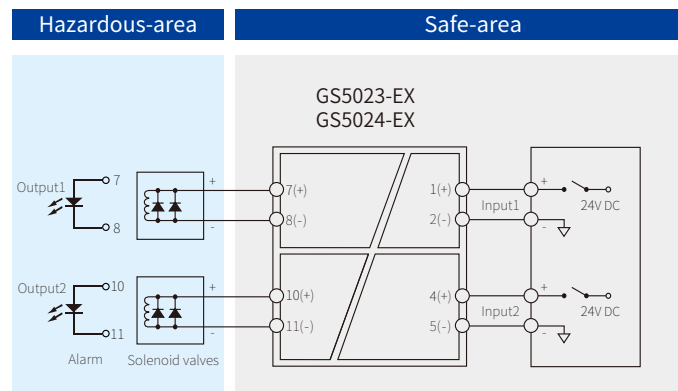 Hazardous-area
Safe-area
GS5023-EX
GS5024-EX
Output1
7
8
+
-
7(+)
8(-)
1(+)
2(-)
Input1
+
-
24V DC
Output2
10
11
+
-
10(+)
11(-)
4(+)
5(-)
Input2
+
-
24V DC
Alarm
Solenoid valves